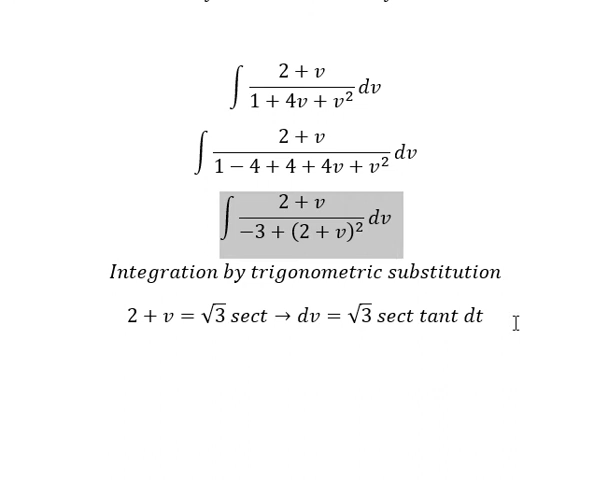 ∫ (2 + v)/(1 + 4v + v²) dv
∫ (2 + v)/(1 − 4 + 4 + 4v + v²) dv
∫ (2 + v)/(−3 + (2 + v)²) dv
Integration by trigonometric substitution
2 + v = √3 sect → dv = √3 sect tant dt